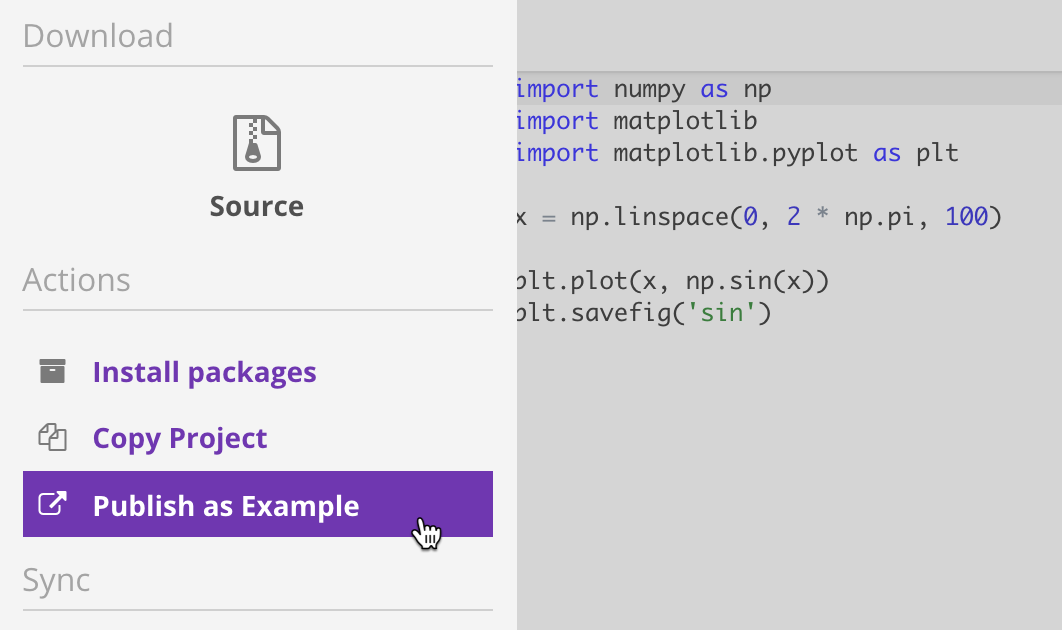 Download
Source
Actions
Install packages
Copy Project
Publish as Example
Sync
import numpy as np
import matplotlib
import matplotlib.pyplot as plt
x = np.linspace(0, 2 * np.pi, 100)
plt.plot(x, np.sin(x))
plt.savefig('sin')